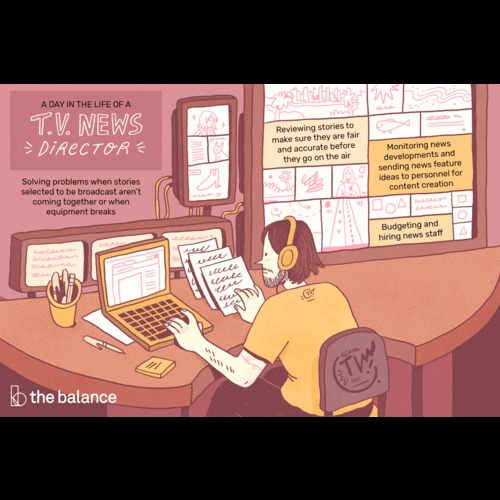 A DAY IN THE LIFE OF A
T.V. NEWS
DIRECTOR
Solving problems when stories
selected to be broadcast aren't
coming together or when
equipment breaks
Reviewing stories to
make sure they are fair
and accurate before
they go on the air
Monitoring news
developments and
sending news feature
ideas to personnel for
content creation
Budgeting and
hiring news staff
TV
the balance